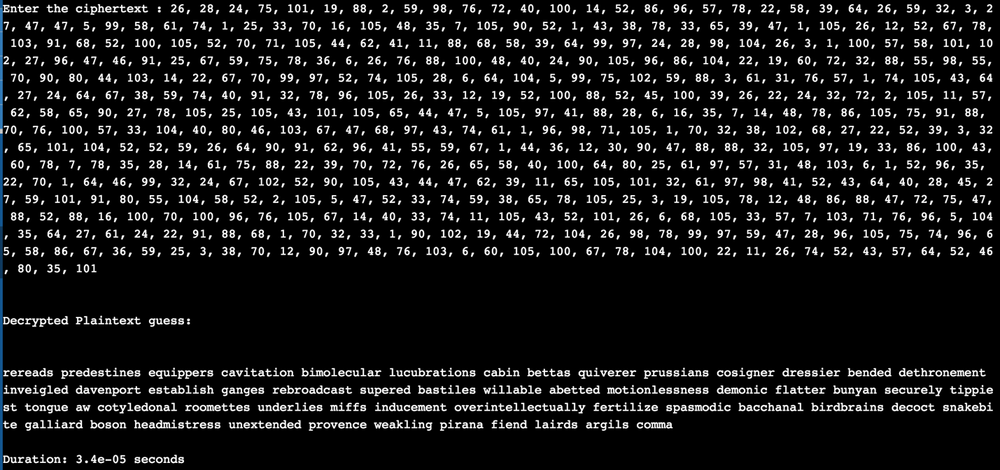 Enter the ciphertext : 26, 28, 24, 75, 101, 19, 88, 2, 59, 98, 76, 72, 40, 100, 14, 52, 86, 96, 57, 78, 22, 58, 39, 64, 26, 59, 32, 3, 2
7, 47, 47, 5, 99, 58, 61, 74, 1, 25, 33, 70, 16, 105, 48, 35, 7, 105, 90, 52, 1, 43, 38, 78, 33, 65, 39, 47, 1, 105, 26, 12, 52, 67, 78,
103, 91, 68, 52, 100, 105, 52, 70, 71, 105, 44, 62, 41, 11, 88, 68, 58, 39, 64, 99, 97, 24, 28, 98, 104, 26, 3, 1, 100, 57, 58, 101, 10
2, 27, 96, 47, 46, 91, 25, 67, 59, 75, 78, 36, 6, 26, 76, 88, 100, 48, 40, 24, 90, 105, 96, 86, 104, 22, 19, 60, 72, 32, 88, 55, 98, 55,
70, 90, 80, 44, 103, 14, 22, 67, 70, 99, 97, 52, 74, 105, 28, 6, 64, 104, 5, 99, 75, 102, 59, 88, 3, 61, 31, 76, 57, 1, 74, 105, 43, 64
, 27, 24, 64, 67, 38, 59, 74, 40, 91, 32, 78, 96, 105, 26, 33, 12, 19, 52, 100, 88, 52, 45, 100, 39, 26, 22, 24, 32, 72, 2, 105, 11, 57,
62, 58, 65, 90, 27, 78, 105, 25, 105, 43, 101, 105, 65, 44, 47, 5, 105, 97, 41, 88, 28, 6, 16, 35, 7, 14, 48, 78, 86, 105, 75, 91, 88,
70, 76, 100, 57, 33, 104, 40, 80, 46, 103, 67, 47, 68, 97, 43, 74, 61, 1, 96, 98, 71, 105, 1, 70, 32, 38, 102, 68, 27, 22, 52, 39, 3, 32
, 65, 101, 104, 52, 52, 59, 26, 64, 90, 91, 62, 96, 41, 55, 59, 67, 1, 44, 36, 12, 30, 90, 47, 88, 88, 32, 105, 97, 19, 33, 86, 100, 43,
60, 78, 7, 78, 35, 28, 14, 61, 75, 88, 22, 39, 70, 72, 76, 26, 65, 58, 40, 100, 64, 80, 25, 61, 97, 57, 31, 48, 103, 6, 1, 52, 96, 35,
22, 70, 1, 64, 46, 99, 32, 24, 67, 102, 52, 90, 105, 43, 44, 47, 62, 39, 11, 65, 105, 101, 32, 61, 97, 98, 41, 52, 43, 64, 40, 28, 45, 2
7, 59, 101, 91, 80, 55, 104, 58, 52, 2, 105, 5, 47, 52, 33, 74, 59, 38, 65, 78, 105, 25, 3, 19, 105, 78, 12, 48, 86, 88, 47, 72, 75, 47,
88, 52, 88, 16, 100, 70, 100, 96, 76, 105, 67, 14, 40, 33, 74, 11, 105, 43, 52, 101, 26, 6, 68, 105, 33, 57, 7, 103, 71, 76, 96, 5, 104
, 35, 64, 27, 61, 24, 22, 91, 88, 68, 1, 70, 32, 33, 1, 90, 102, 19, 44, 72, 104, 26, 98, 78, 99, 97, 59, 47, 28, 96, 105, 75, 74, 96, 6
5, 58, 86, 67, 36, 59, 25, 3, 38, 70, 12, 90, 97, 48, 76, 103, 6, 60, 105, 100, 67, 78, 104, 100, 22, 11, 26, 74, 52, 43, 57, 64, 52, 46
, 80, 35, 101
Decrypted Plaintext guess:
rereads predestines equippers cavitation bimolecular lucubrations cabin bettas quiverer prussians cosigner dressier bended dethronement
inveigled davenport establish ganges rebroadcast supered bastiles willable abetted motionlessness demonic flatter bunyan securely tippie
st tongue aw cotyledonal roomettes underlies miffs inducement overintellectually fertilize spasmodic bacchanal birdbrains decoct snakebi
te galliard boson headmistress unextended provence weakling pirana fiend lairds argils comma
Duration: 3.4e-05 seconds